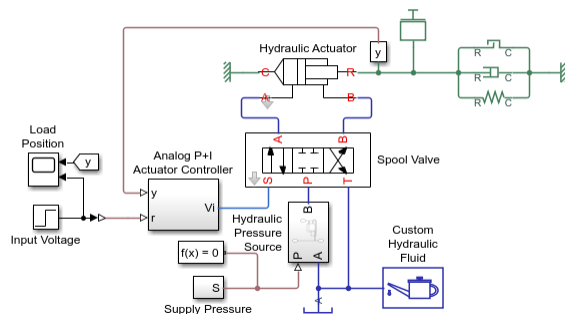 y
Hydraulic Actuator
C
R
R
C
R
C
R
C
A
B
Load
Position
y
Analog P+I
Actuator Controller
A
B
Spool Valve
S
P
T
y
r
Vi
Input Voltage
Hydraulic
Pressure
Source
B
P
A
f(x) = 0
Custom
Hydraulic
Fluid
S
Supply Pressure
A